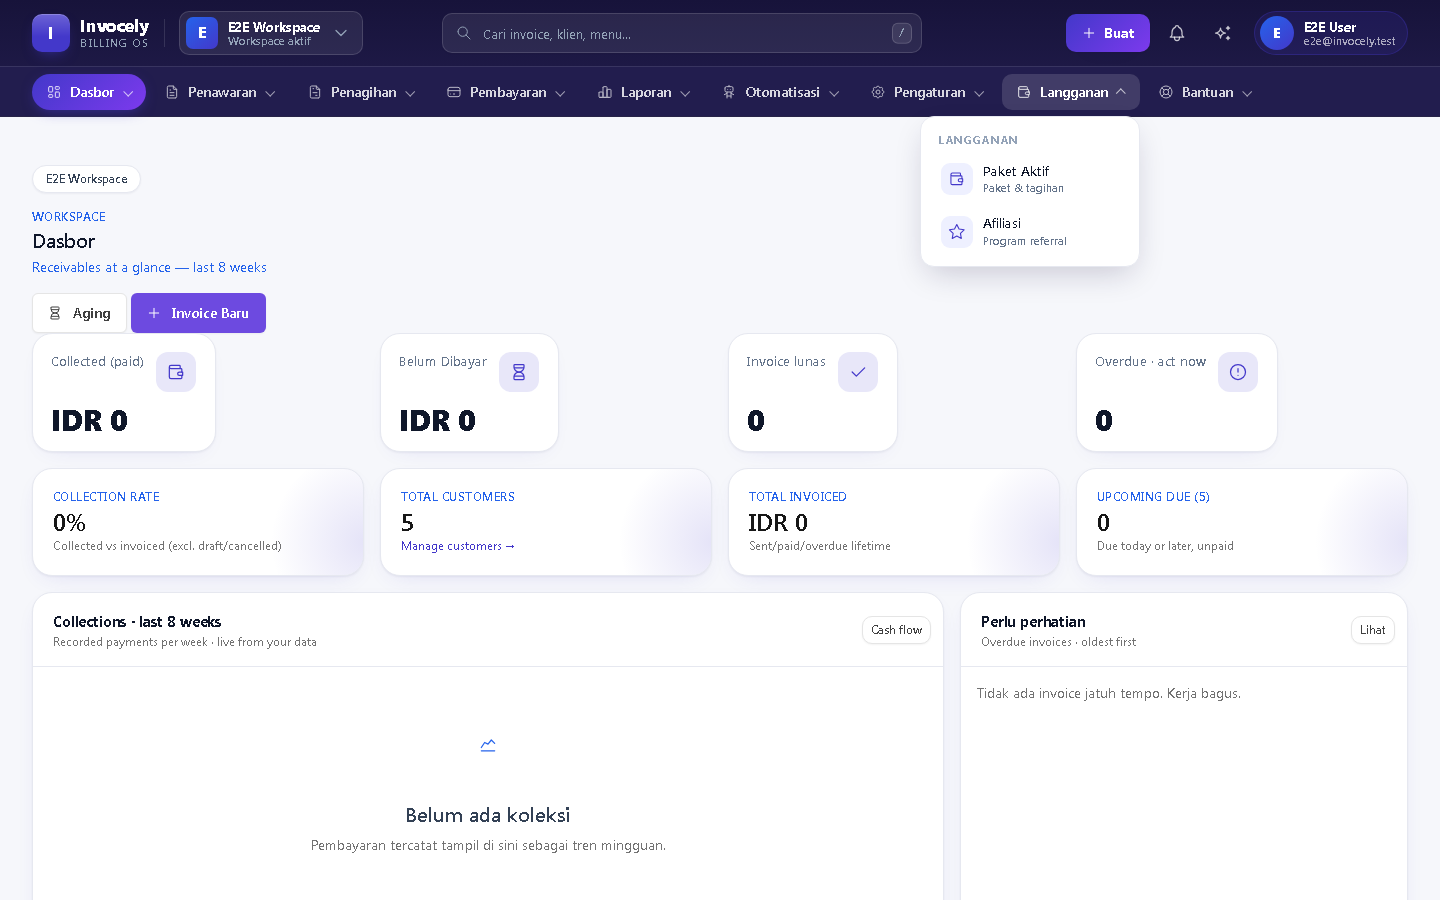 I
Invocely
BILLING OS
E
E2E Workspace
Workspace aktif
Cari invoice, klien, menu...
/
Buat
E
E2E User
e2e@invocely.test
Dasbor
Penawaran
Penagihan
Pembayaran
Laporan
Otomatisasi
Pengaturan
Langganan
Bantuan
LANGGANAN
Paket Aktif
Paket & tagihan
Afiliasi
Program referral
E2E Workspace
WORKSPACE
Dasbor
Receivables at a glance — last 8 weeks
Aging
Invoice Baru
Collected (paid)
IDR 0
Belum Dibayar
IDR 0
Invoice lunas
0
Overdue · act now
0
COLLECTION RATE
0%
Collected vs invoiced (excl. draft/cancelled)
TOTAL CUSTOMERS
5
Manage customers →
TOTAL INVOICED
IDR 0
Sent/paid/overdue lifetime
UPCOMING DUE (5)
0
Due today or later, unpaid
Collections · last 8 weeks
Recorded payments per week · live from your data
Cash flow
Perlu perhatian
Overdue invoices · oldest first
Lihat
Belum ada koleksi
Pembayaran tercatat tampil di sini sebagai tren mingguan.
Tidak ada invoice jatuh tempo. Kerja bagus.